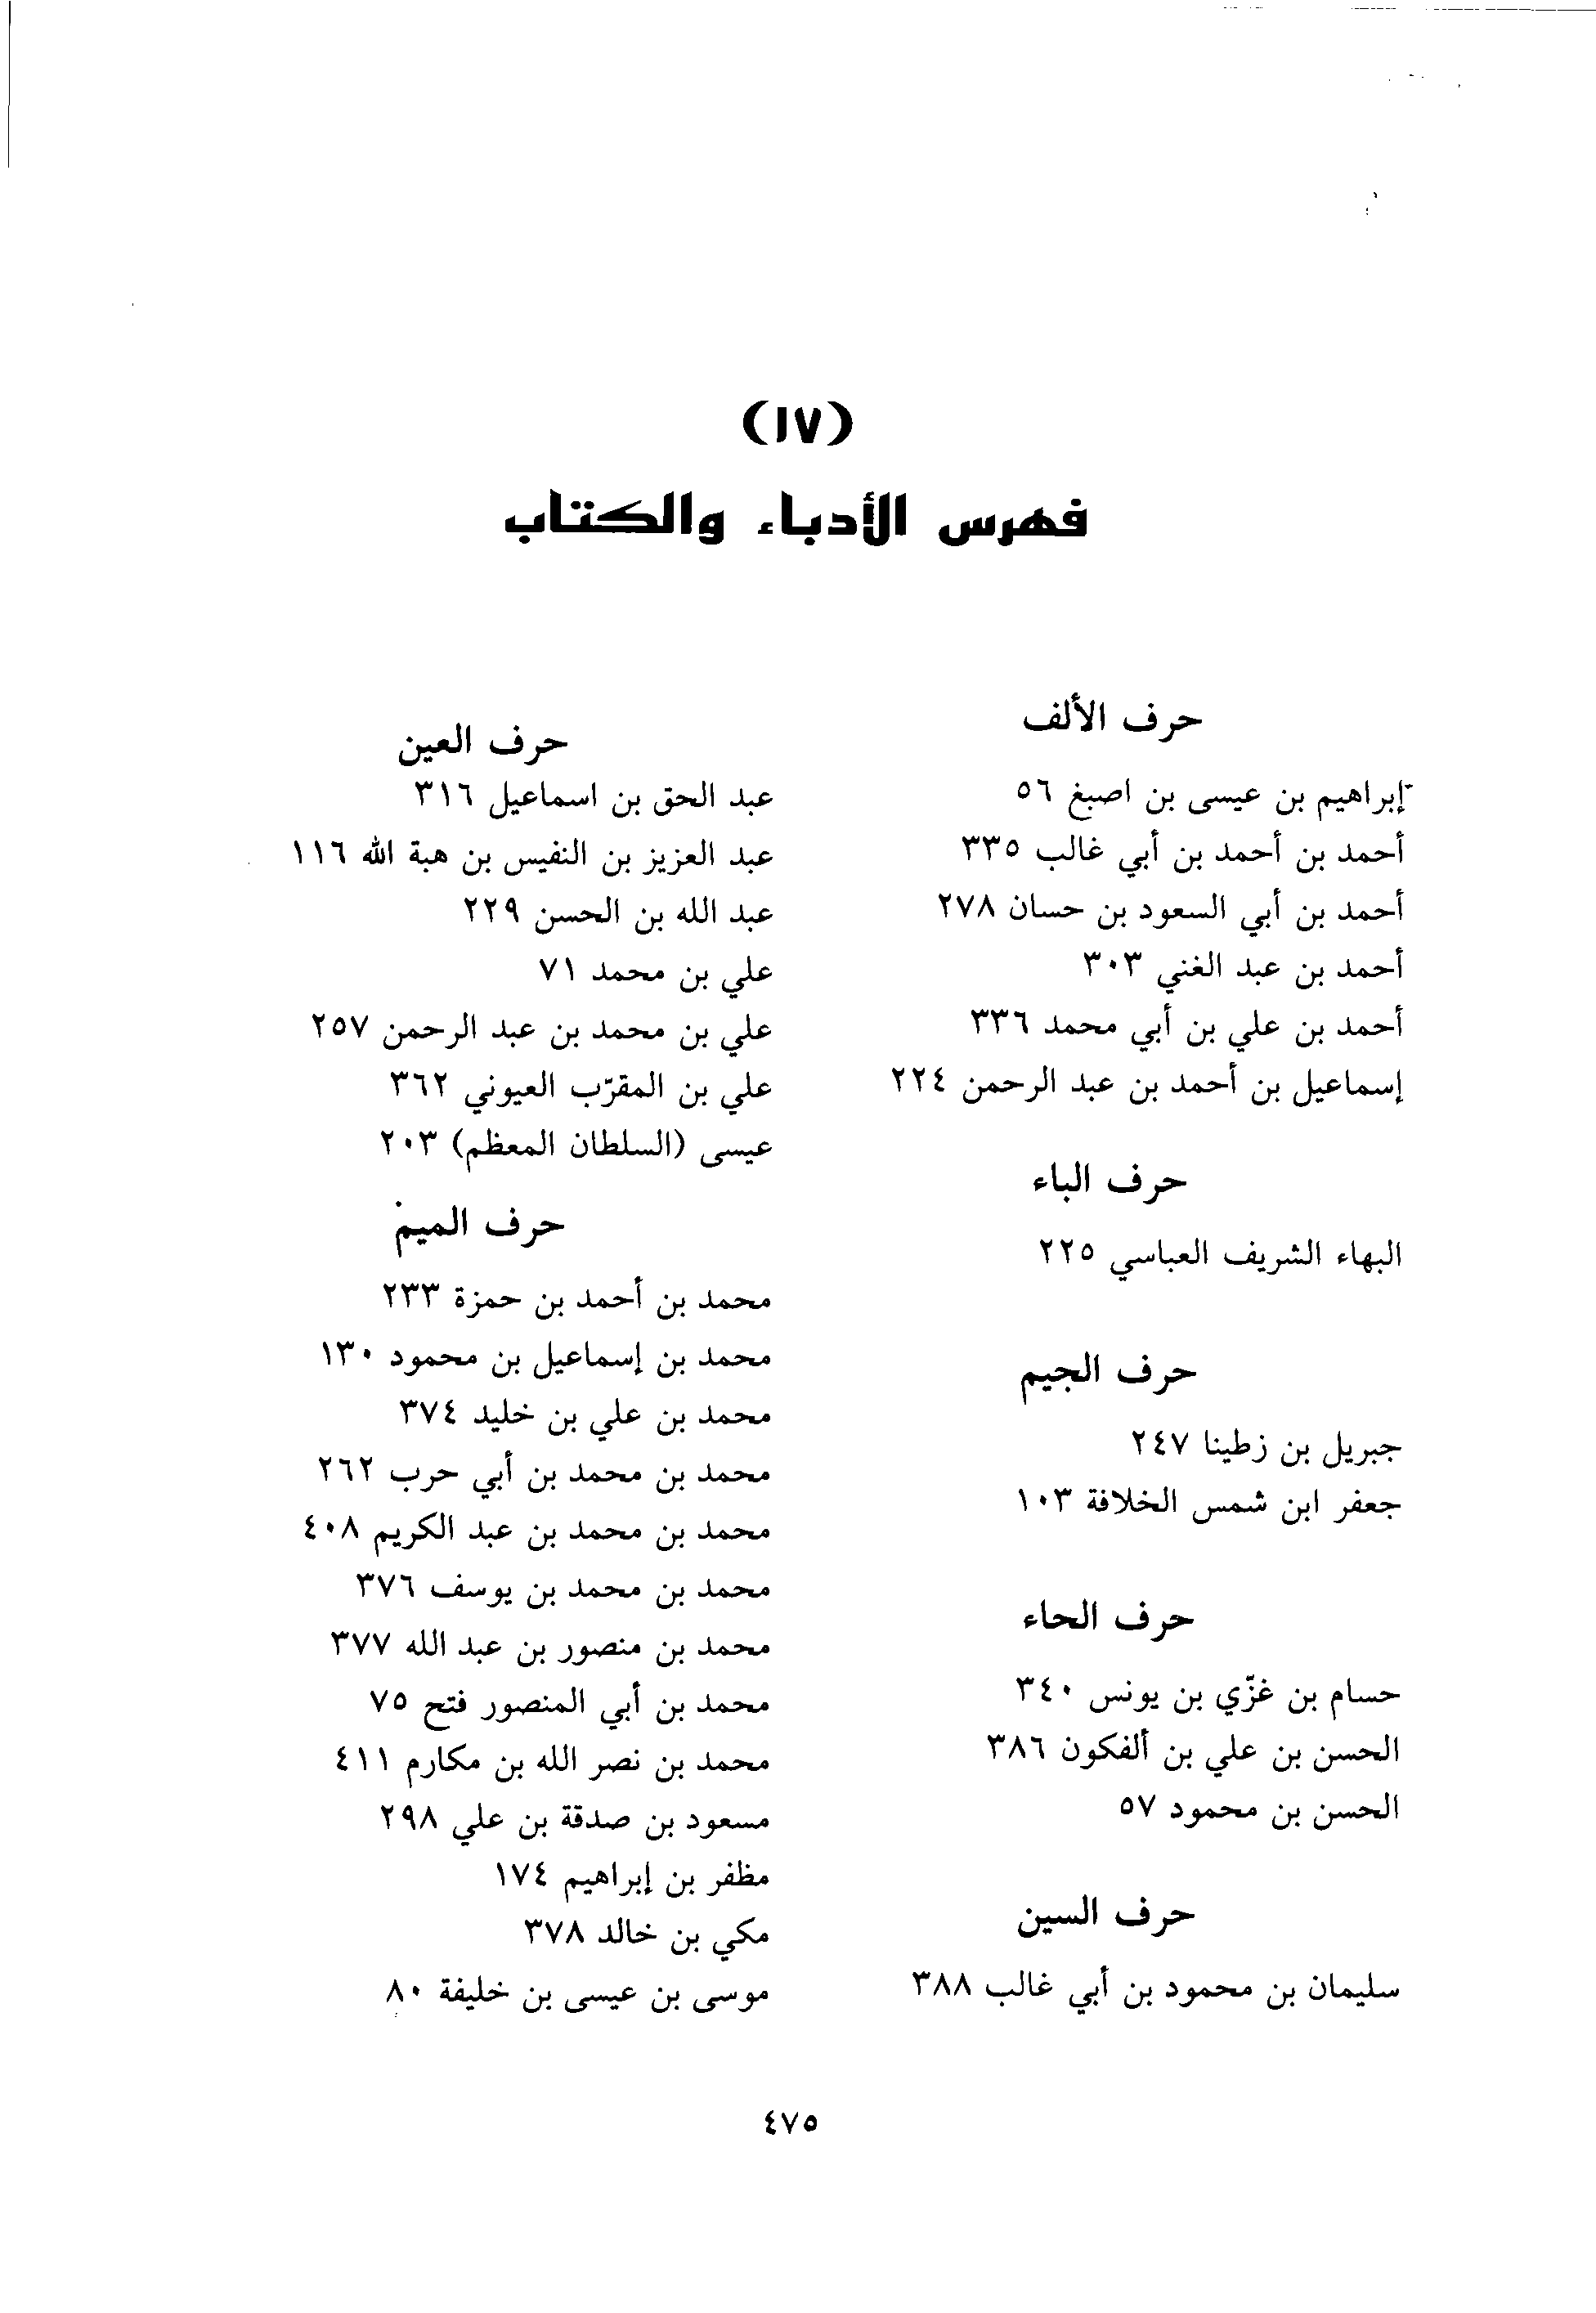 (١٧)
فهرس الأدباء والكتاب
حرف الألف
إبراهيم بن عيسى بن اصبغ ٥٦
أحمد بن أحمد بن أبي غالب ٣٣٥
أحمد بن أبي السعود بن حسان ٢٧٨
أحمد بن عبد الغني ٣٠٣
أحمد بن علي بن أبي محمد ٣٣٦
إسماعيل بن أحمد بن عبد الرحمن ٢٢٤
حرف الباء
البهاء الشريف العباسي ٢٢٥
حرف الجيم
جبريل بن زطينا ٢٤٧
جعفر ابن شمس الخلافة ١٠٣
حرف الحاء
حسام بن غزّي بن يونس ٣٤٠
الحسن بن علي بن ألفكون ٣٨٦
الحسن بن محمود ٥٧
حرف السين
سليمان بن محمود بن أبي غالب ٣٨٨
حرف العين
عبد الحق بن اسماعيل ٣١٦
عبد العزيز بن النفيس بن هبة الله ١١٦
عبد الله بن الحسن ٢٢٩
علي بن محمد ٧١
علي بن محمد بن عبد الرحمن ٢٥٧
علي بن المقرّب العيوني ٣٦٢
عيسى (السلطان المعظم) ٢٠٣
حرف الميم
محمد بن أحمد بن حمزة ٢٣٣
محمد بن إسماعيل بن محمود ١٣٠
محمد بن علي بن خليد ٣٧٤
محمد بن محمد بن أبي حرب ٢٦٢
محمد بن محمد بن عبد الكريم ٤٠٨
محمد بن محمد بن يوسف ٣٧٦
محمد بن منصور بن عبد الله ٣٧٧
محمد بن أبي المنصور فتح ٧٥
محمد بن نصر الله بن مكارم ٤١١
مسعود بن صدقة بن علي ٢٩٨
مظفر بن إبراهيم ١٧٤
مكي بن خالد ٣٧٨
موسى بن عيسى بن خليفة ٨٠
٤٧٥